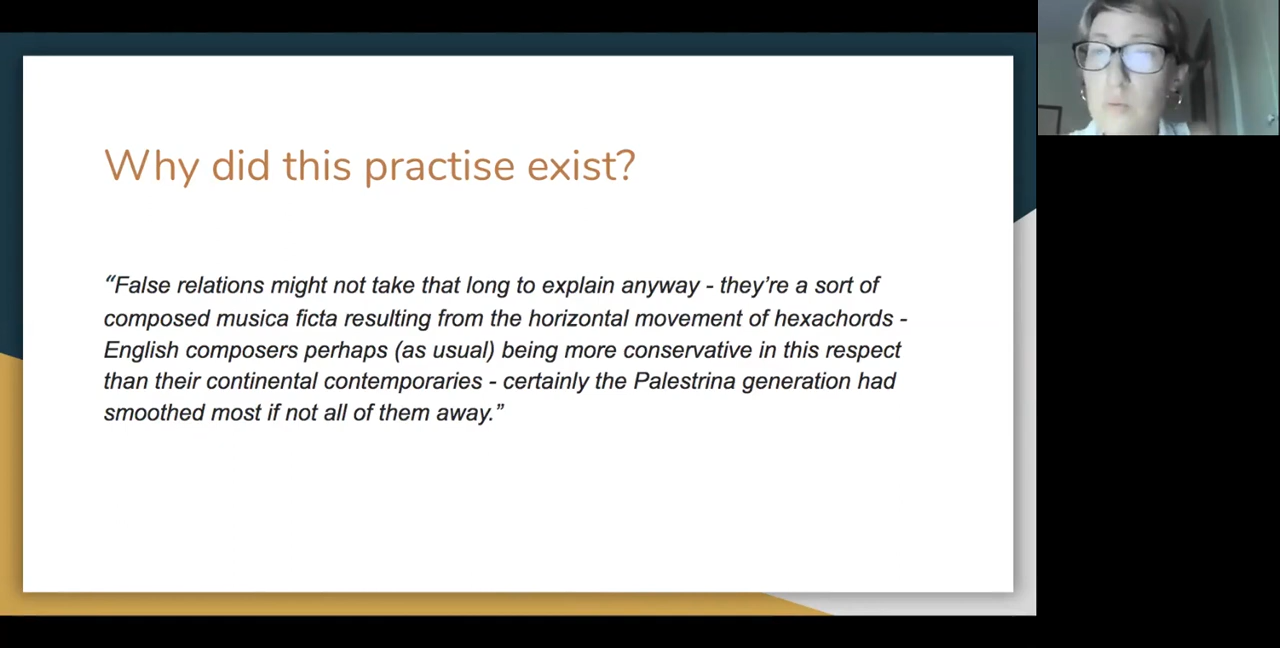 Why did this practise exist?
“False relations might not take that long to explain anyway - they’re a sort of
composed musica ficta resulting from the horizontal movement of hexachords -
English composers perhaps (as usual) being more conservative in this respect
than their continental contemporaries - certainly the Palestrina generation had
smoothed most if not all of them away.”